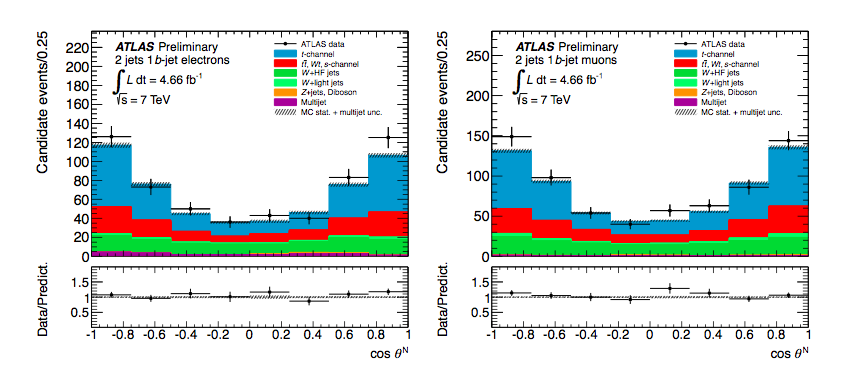 Candidate events/0.25
220
200
180
160
140
120
100
80
60
40
20
0
ATLAS Preliminary
2 jets 1 b-jet electrons
∫ L dt = 4.66 fb-1
√s = 7 TeV
ATLAS data
t-channel
tt̄, Wt, s-channel
W+HF jets
W+light jets
Z+jets, Diboson
Multijet
MC stat. + multijet unc.
Data/Predict.
1.5
1
0.5
-1 -0.8 -0.6 -0.4 -0.2 0 0.2 0.4 0.6 0.8 1
cos θN
Candidate events/0.25
250
200
150
100
50
0
ATLAS Preliminary
2 jets 1 b-jet muons
∫ L dt = 4.66 fb-1
√s = 7 TeV
ATLAS data
t-channel
tt̄, Wt, s-channel
W+HF jets
W+light jets
Z+jets, Diboson
Multijet
MC stat. + multijet unc.
Data/Predict.
1.5
1
0.5
-1 -0.8 -0.6 -0.4 -0.2 0 0.2 0.4 0.6 0.8 1
cos θN